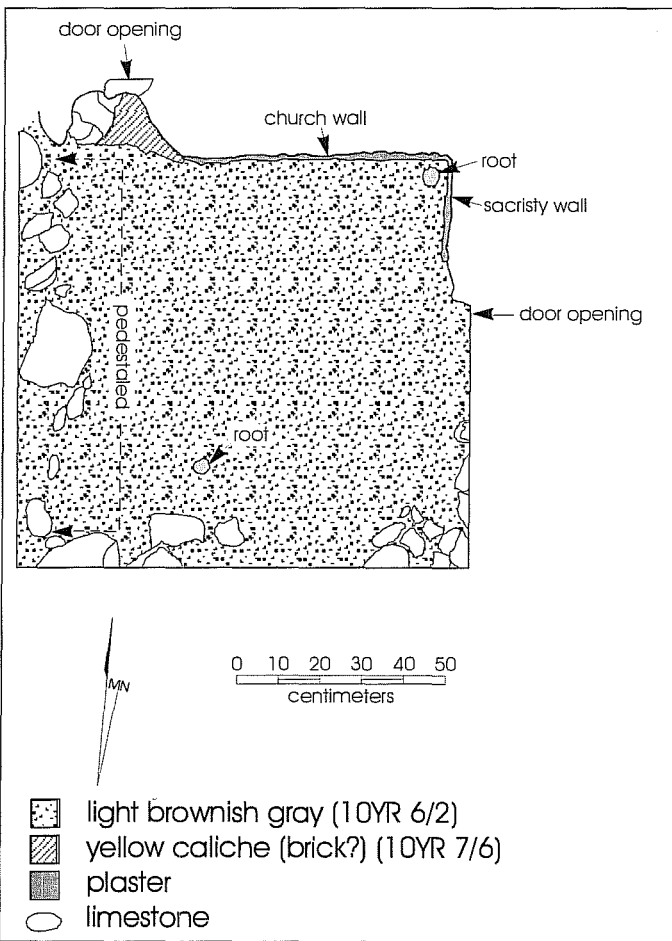 door opening
church wall
root
sacristy wall
door opening
pedestaled
root
MN
0 10 20 30 40 50
centimeters
light brownish gray (10YR 6/2)
yellow caliche (brick?) (10YR 7/6)
plaster
limestone